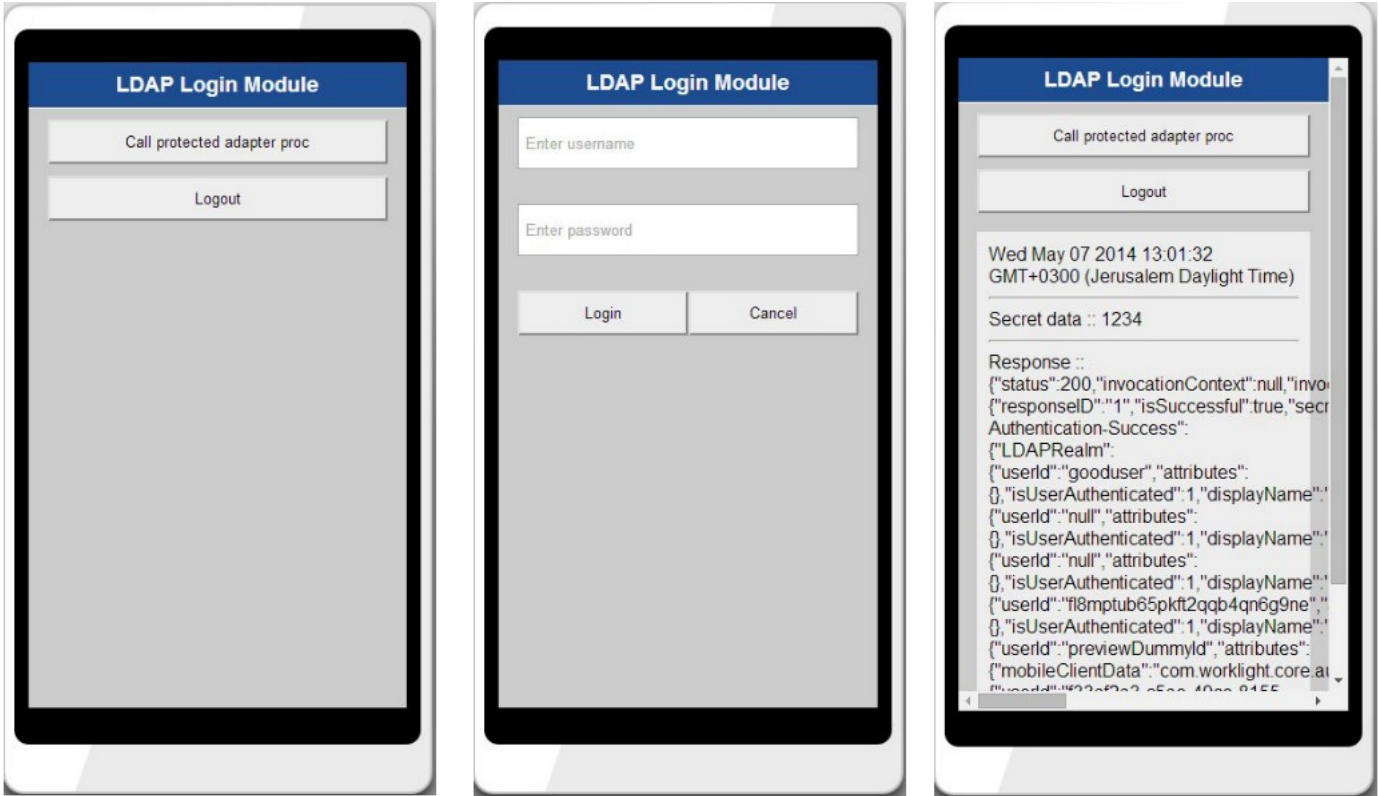 LDAP Login Module
Call protected adapter proc
Logout
LDAP Login Module
Enter username
Enter password
Login
Cancel
LDAP Login Module
Call protected adapter proc
Logout
Wed May 07 2014 13:01:32
GMT+0300 (Jerusalem Daylight Time)
Secret data :: 1234
Response ::
{"status":200,"invocationContext":null,"invo
{"responseID":"1","isSuccessful":true,"secr
Authentication-Success":
{"LDAPRealm":
{"userId":"gooduser","attributes":
{},"isUserAuthenticated":1,"displayName":"
{"userId":"null","attributes":
{},"isUserAuthenticated":1,"displayName":"
{"userId":"null","attributes":
{},"isUserAuthenticated":1,"displayName":"
{"userId":"fl8mptub65pkft2qqb4qn6g9ne","
{},"isUserAuthenticated":1,"displayName":"
{"userId":"previewDummyId","attributes":
{"mobileClientData":"com.worklight.core.au